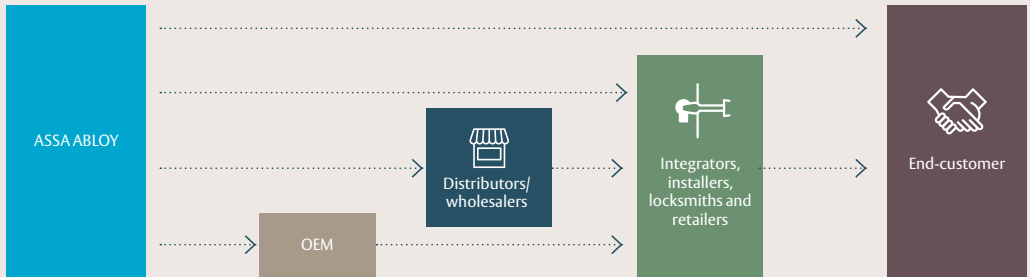 ASSA ABLOY
Distributors/
wholesalers
OEM
Integrators,
installers,
locksmiths and
retailers
End-customer